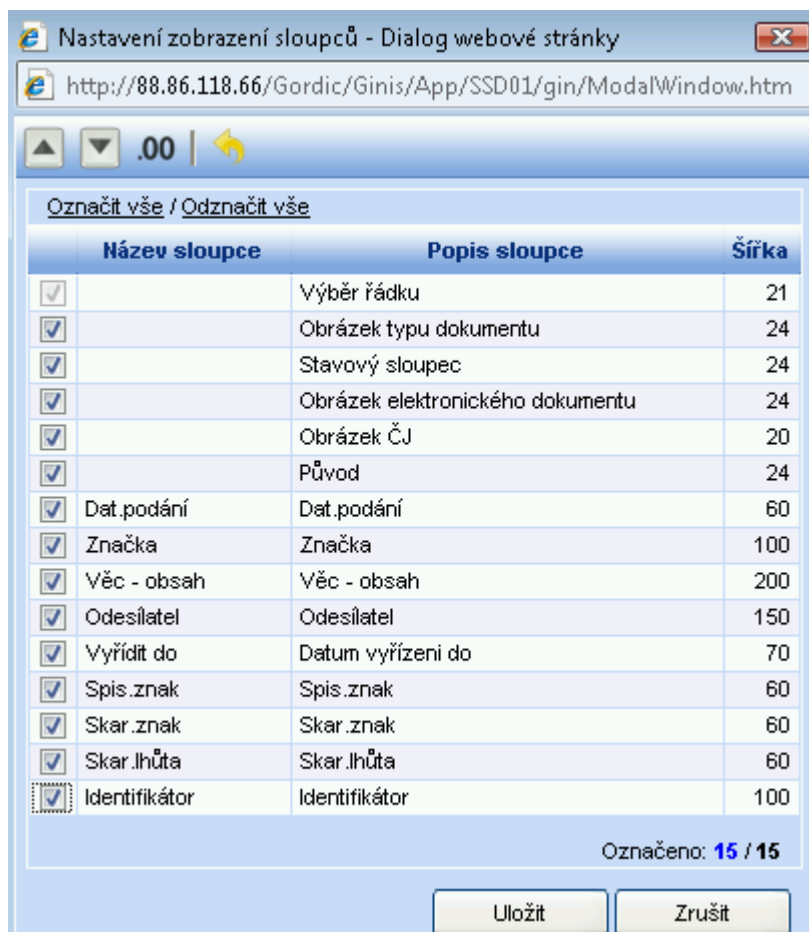 Nastavení zobrazení sloupců - Dialog webové stránky
http://88.86.118.66/Gordic/Ginis/App/SSD01/gin/ModalWindow.htm
.00
Označit vše / Odznačit vše
Název sloupce Popis sloupce Šířka
Výběr řádku 21
Obrázek typu dokumentu 24
Stavový sloupec 24
Obrázek elektronického dokumentu 24
Obrázek ČJ 20
Původ 24
Dat.podání Dat.podání 60
Značka Značka 100
Věc - obsah Věc - obsah 200
Odesílatel Odesílatel 150
Vyřídit do Datum vyřízeni do 70
Spis.znak Spis.znak 60
Skar.znak Skar.znak 60
Skar.lhůta Skar.lhůta 60
Identifikátor Identifikátor 100
Označeno: 15 / 15
Uložit Zrušit